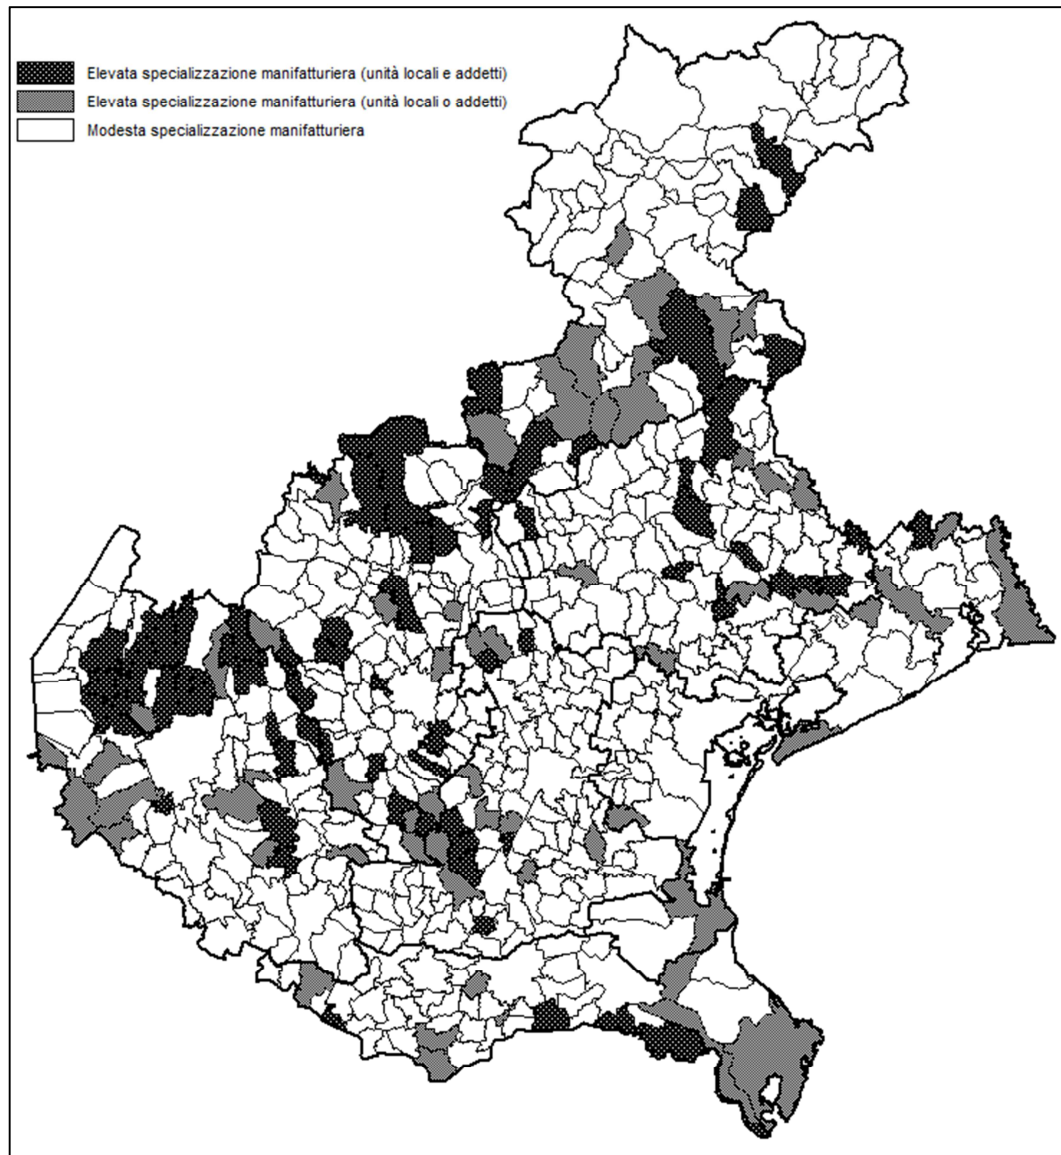 Elevata specializzazione manifatturiera (unità locali e addetti)
Elevata specializzazione manifatturiera (unità locali o addetti)
Modesta specializzazione manifatturiera